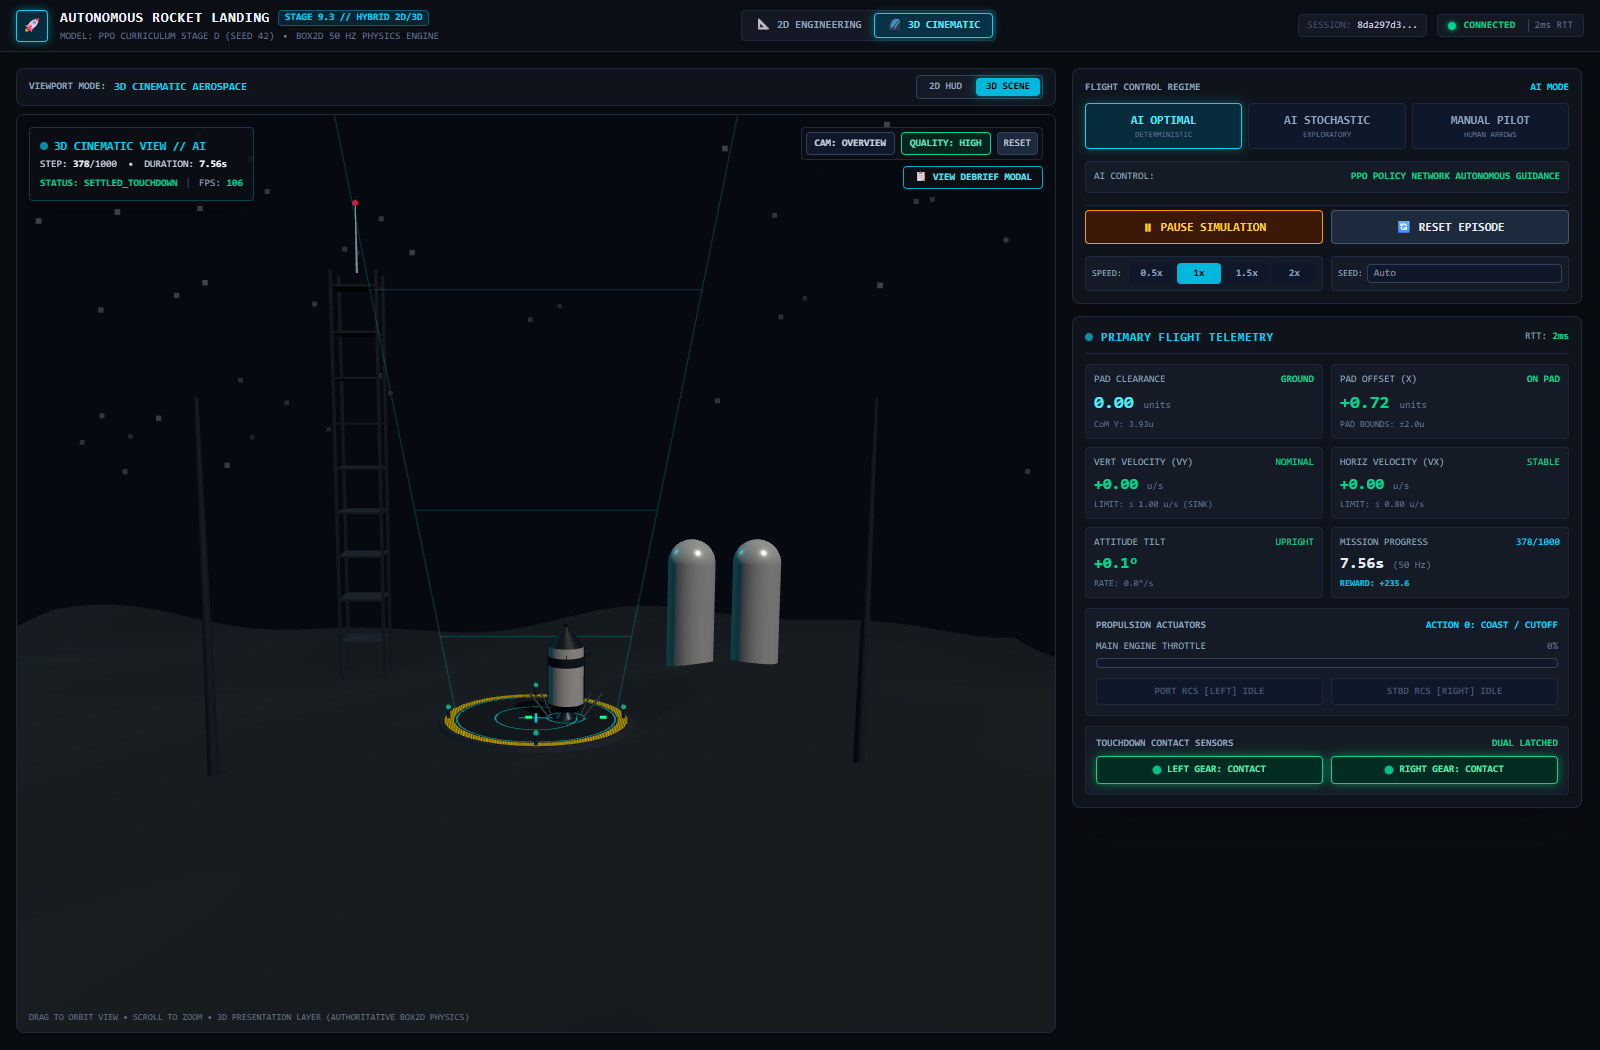 AUTONOMOUS ROCKET LANDING
STAGE 9.3 // HYBRID 2D/3D
MODEL: PPO CURRICULUM STAGE D (SEED 42) • BOX2D 50 HZ PHYSICS ENGINE
2D ENGINEERING
3D CINEMATIC
SESSION: 8da297d3...
CONNECTED
2ms RTT
VIEWPORT MODE: 3D CINEMATIC AEROSPACE
2D HUD
3D SCENE
3D CINEMATIC VIEW // AI
STEP: 378/1000 • DURATION: 7.56s
STATUS: SETTLED_TOUCHDOWN | FPS: 106
CAM: OVERVIEW
QUALITY: HIGH
RESET
VIEW DEBRIEF MODAL
DRAG TO ORBIT VIEW • SCROLL TO ZOOM • 3D PRESENTATION LAYER (AUTHORITATIVE BOX2D PHYSICS)
FLIGHT CONTROL REGIME
AI MODE
AI OPTIMAL
DETERMINISTIC
AI STOCHASTIC
EXPLORATORY
MANUAL PILOT
HUMAN ARROWS
AI CONTROL:
PPO POLICY NETWORK AUTONOMOUS GUIDANCE
PAUSE SIMULATION
RESET EPISODE
SPEED: 0.5x 1x 1.5x 2x
SEED: Auto
PRIMARY FLIGHT TELEMETRY
RTT: 2ms
PAD CLEARANCE
GROUND
0.00 units
CoM Y: 3.93u
PAD OFFSET (X)
ON PAD
+0.72 units
PAD BOUNDS: ±2.0u
VERT VELOCITY (VY)
NOMINAL
+0.00 u/s
LIMIT: ≤ 1.00 u/s (SINK)
HORIZ VELOCITY (VX)
STABLE
+0.00 u/s
LIMIT: ≤ 0.80 u/s
ATTITUDE TILT
UPRIGHT
+0.1°
RATE: 0.0°/s
MISSION PROGRESS
378/1000
7.56s (50 Hz)
REWARD: +235.6
PROPULSION ACTUATORS
ACTION 0: COAST / CUTOFF
MAIN ENGINE THROTTLE
0%
PORT RCS [LEFT] IDLE
STBD RCS [RIGHT] IDLE
TOUCHDOWN CONTACT SENSORS
DUAL LATCHED
LEFT GEAR: CONTACT
RIGHT GEAR: CONTACT